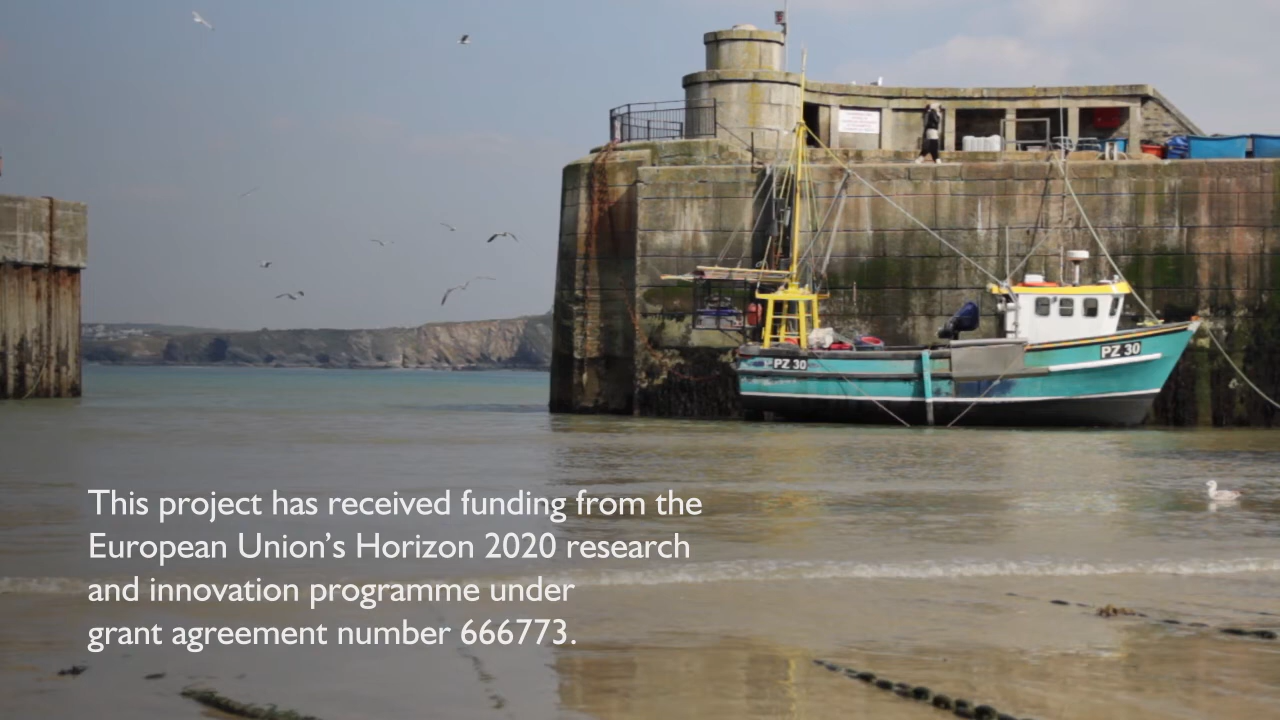 PZ 30
PZ 30
This project has received funding from the
European Union’s Horizon 2020 research
and innovation programme under
grant agreement number 666773.